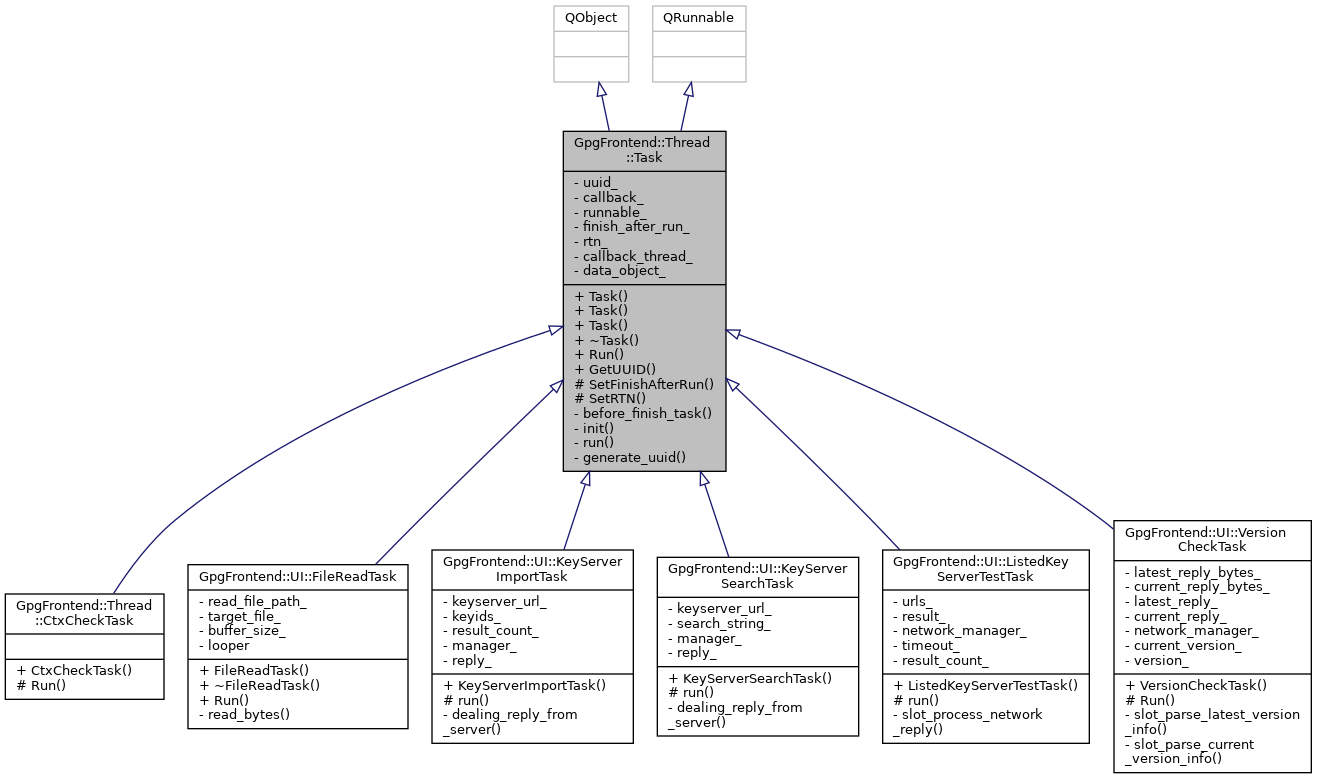 QObject
QRunnable
GpgFrontend::Thread
::Task
- uuid_
- callback_
- runnable_
- finish_after_run_
- rtn_
- callback_thread_
- data_object_
+ Task()
+ Task()
+ Task()
+ ~Task()
+ Run()
+ GetUUID()
# SetFinishAfterRun()
# SetRTN()
- before_finish_task()
- init()
- run()
- generate_uuid()
GpgFrontend::Thread
::CtxCheckTask
+ CtxCheckTask()
# Run()
GpgFrontend::UI::FileReadTask
- read_file_path_
- target_file_
- buffer_size_
- looper
+ FileReadTask()
+ ~FileReadTask()
+ Run()
- read_bytes()
GpgFrontend::UI::KeyServer
ImportTask
- keyserver_url_
- keyids_
- result_count_
- manager_
- reply_
+ KeyServerImportTask()
# run()
- dealing_reply_from
_server()
GpgFrontend::UI::KeyServer
SearchTask
- keyserver_url_
- search_string_
- manager_
- reply_
+ KeyServerSearchTask()
# run()
- dealing_reply_from
_server()
GpgFrontend::UI::ListedKey
ServerTestTask
- urls_
- result_
- network_manager_
- timeout_
- result_count_
+ ListedKeyServerTestTask()
# run()
- slot_process_network
_reply()
GpgFrontend::UI::Version
CheckTask
- latest_reply_bytes_
- current_reply_bytes_
- latest_reply_
- current_reply_
- network_manager_
- current_version_
- version_
+ VersionCheckTask()
# Run()
- slot_parse_latest_version
_info()
- slot_parse_current
_version_info()